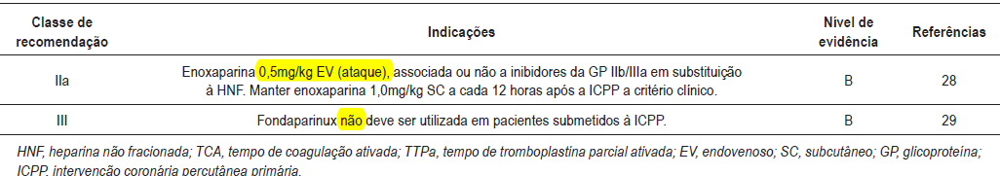 Classe de recomendação Indicações Nível de evidência Referências
IIa Enoxaparina 0,5mg/kg EV (ataque), associada ou não a inibidores da GP IIb/IIIa em substituição B 28
à HNF. Manter enoxaparina 1,0mg/kg SC a cada 12 horas após a ICPP a critério clínico.
III Fondaparinux não deve ser utilizada em pacientes submetidos à ICPP. B 29
HNF, heparina não fracionada; TCA, tempo de coagulação ativada; TTPa, tempo de tromboplastina parcial ativada; EV, endovenoso; SC, subcutâneo; GP, glicoproteína;
ICPP, intervenção coronária percutânea primária.